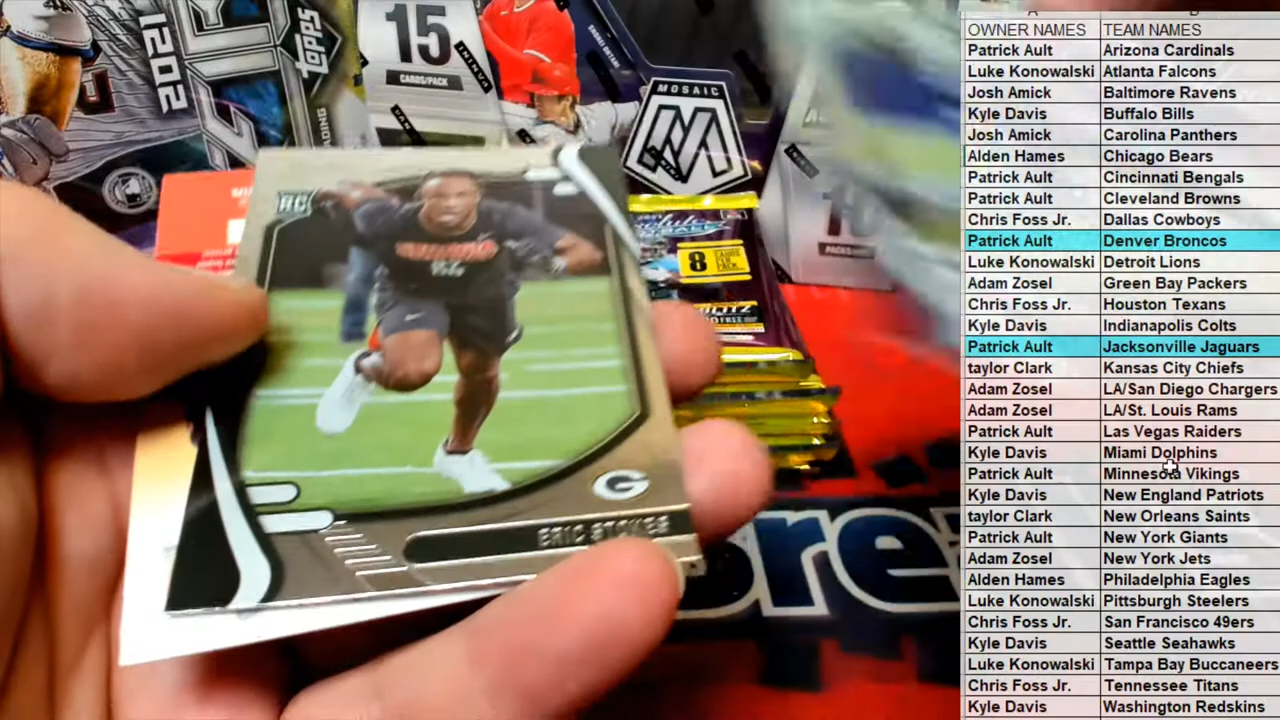 2021
topps
15
CARDS/PACK
PANINI
MOSAIC
RC
8
CARDS
PER
PACK
BLITZ
G
ERIC STOKES
bre
OWNER NAMES TEAM NAMES
Patrick Ault Arizona Cardinals
Luke Konowalski Atlanta Falcons
Josh Amick Baltimore Ravens
Kyle Davis Buffalo Bills
Josh Amick Carolina Panthers
Alden Hames Chicago Bears
Patrick Ault Cincinnati Bengals
Patrick Ault Cleveland Browns
Chris Foss Jr. Dallas Cowboys
Patrick Ault Denver Broncos
Luke Konowalski Detroit Lions
Adam Zosel Green Bay Packers
Chris Foss Jr. Houston Texans
Kyle Davis Indianapolis Colts
Patrick Ault Jacksonville Jaguars
taylor Clark Kansas City Chiefs
Adam Zosel LA/San Diego Chargers
Adam Zosel LA/St. Louis Rams
Patrick Ault Las Vegas Raiders
Kyle Davis Miami Dolphins
Patrick Ault Minnesota Vikings
Kyle Davis New England Patriots
taylor Clark New Orleans Saints
Patrick Ault New York Giants
Adam Zosel New York Jets
Alden Hames Philadelphia Eagles
Luke Konowalski Pittsburgh Steelers
Chris Foss Jr. San Francisco 49ers
Kyle Davis Seattle Seahawks
Luke Konowalski Tampa Bay Buccaneers
Chris Foss Jr. Tennessee Titans
Kyle Davis Washington Redskins